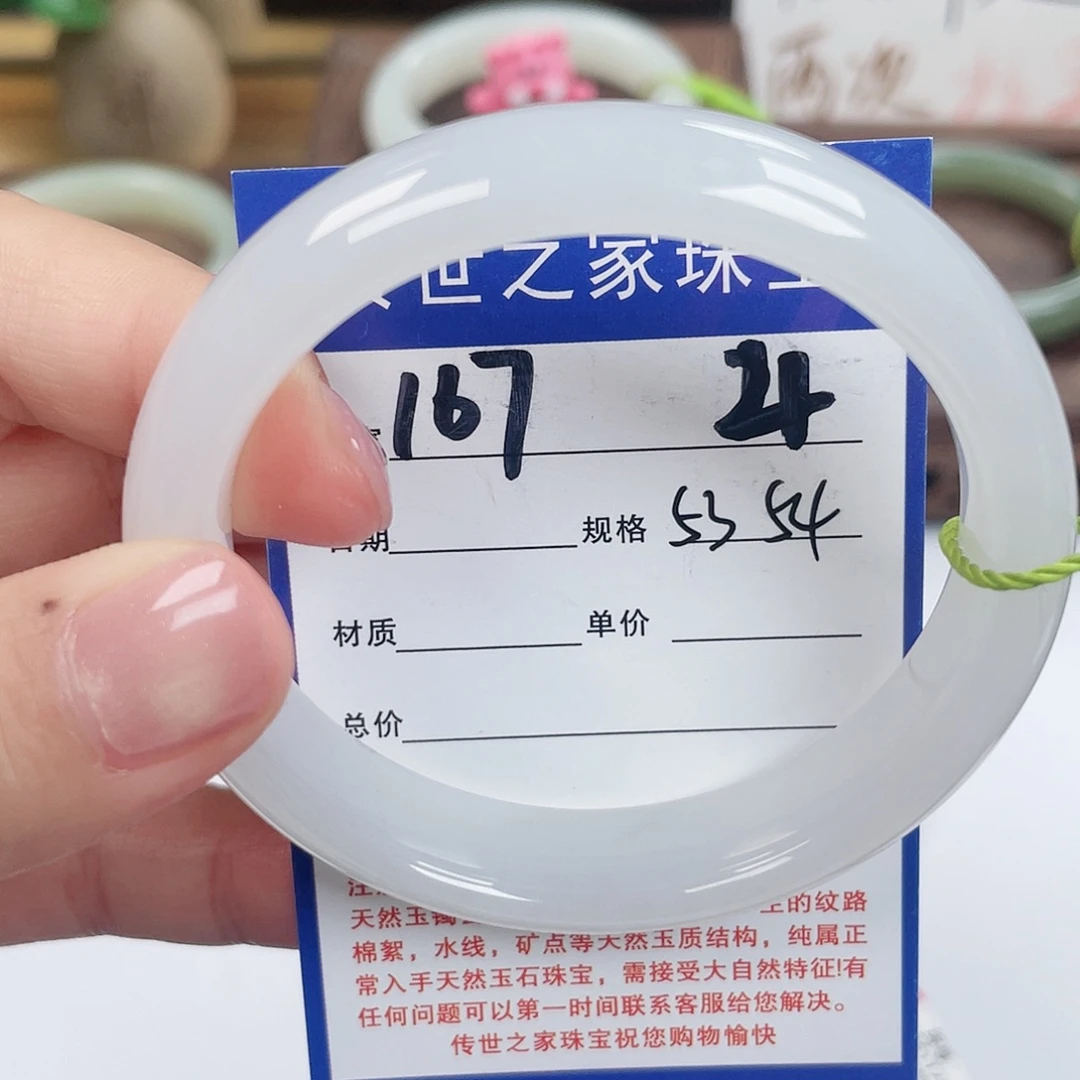 两次
世之家珠
167 24
日期 规格 53 54
材质 单价
总价
注
天然玉镯 的纹路
棉絮，水线，矿点等天然玉质结构，纯属正
常入手天然玉石珠宝，需接受大自然特征!有
任何问题可以第一时间联系客服给您解决。
传世之家珠宝祝您购物愉快